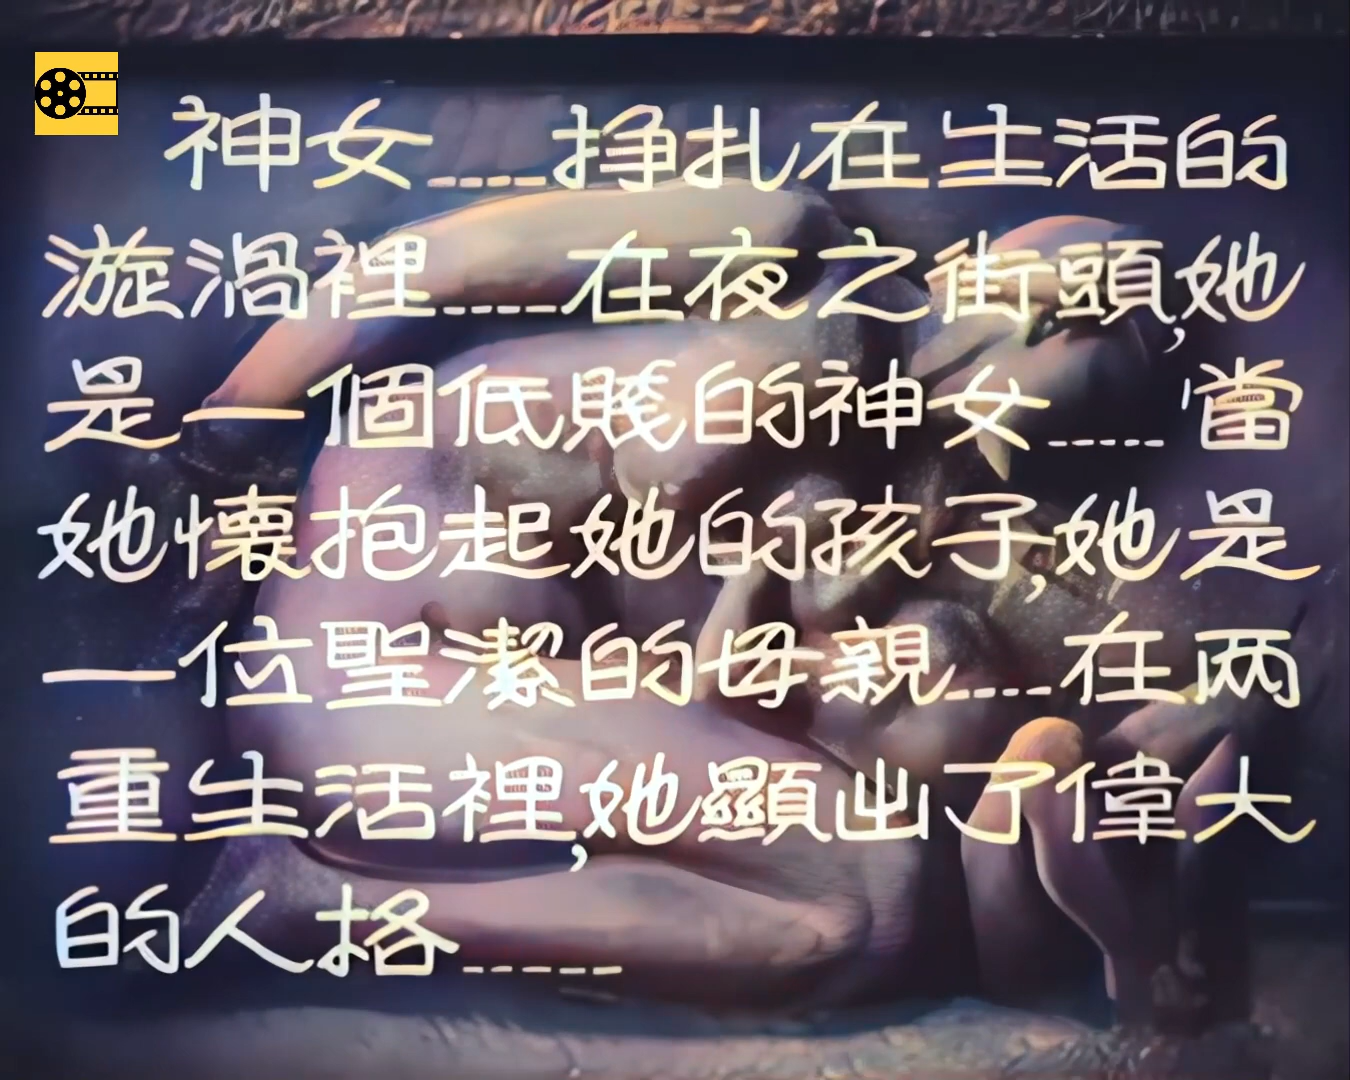 神女……挣扎在生活的
漩渦裡……在夜之街頭,她
是一個低賤的神女……當
她懷抱起她的孩子,她是
一位聖潔的母親……在两
重生活裡,她顯出了偉大
的人格……